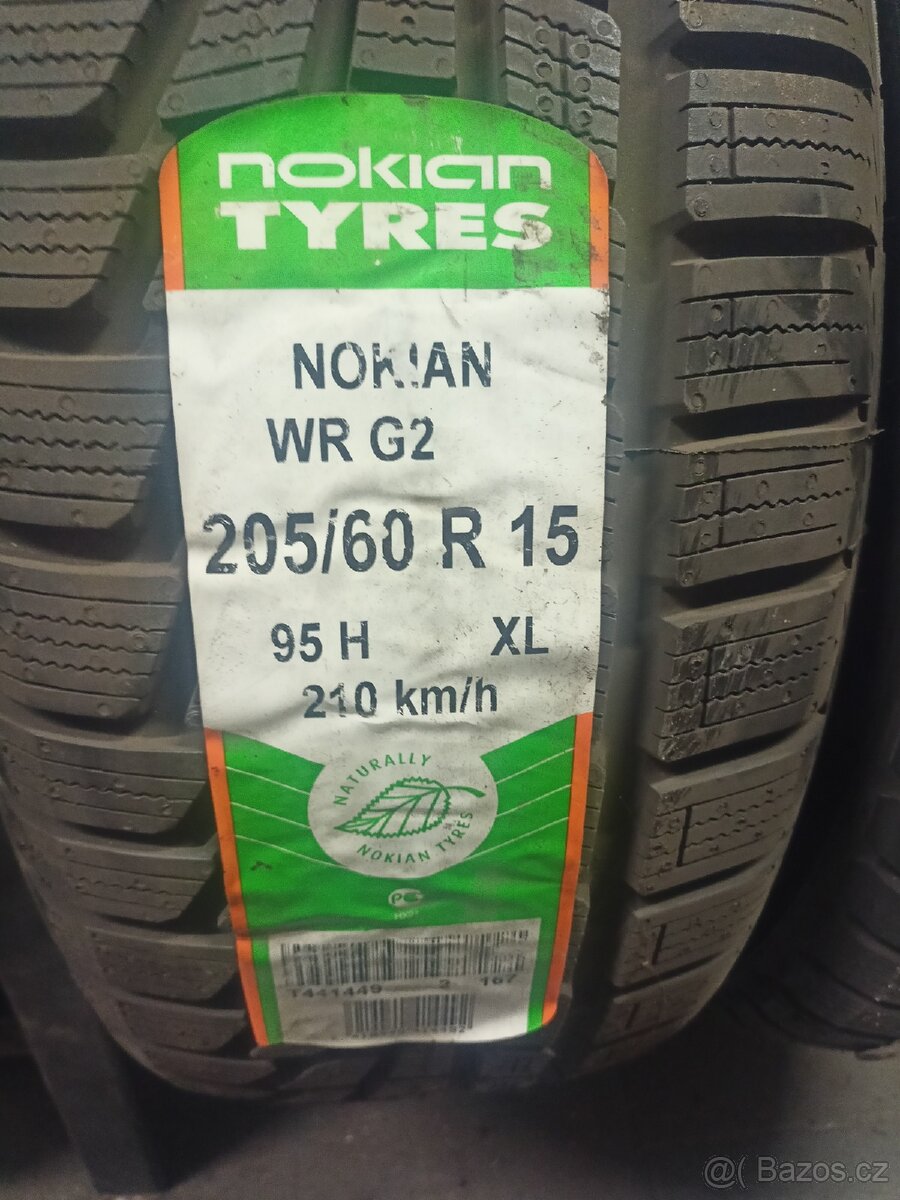 nokian
TYRES
NOKIAN
WR G2
205/60 R 15
95 H XL
210 km/h
NATURALLY
NOKIAN TYRES
@( Bazos.cz